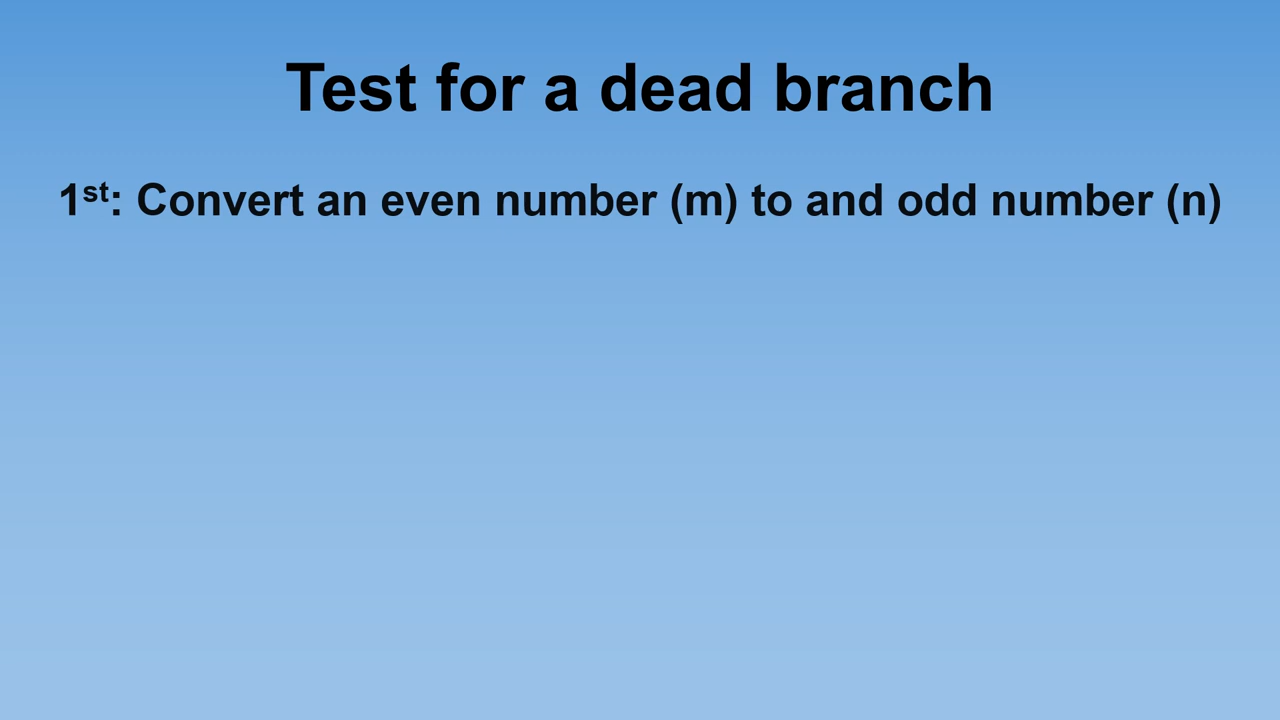 Test for a dead branch
1st: Convert an even number (m) to and odd number (n)